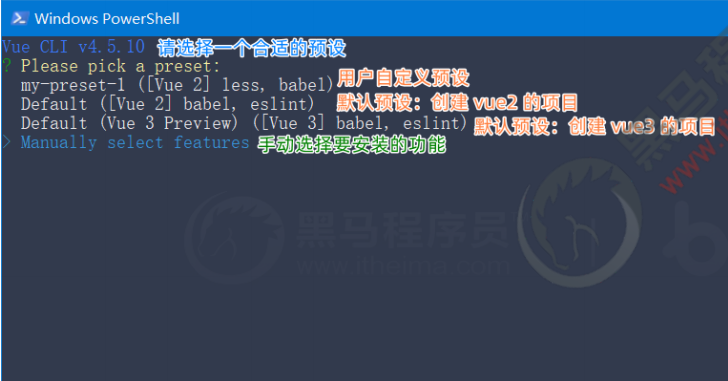 Windows PowerShell
Vue CLI v4.5.10 请选择一个合适的预设
? Please pick a preset:
my-preset-1 ([Vue 2] less, babel) 用户自定义预设
Default ([Vue 2] babel, eslint) 默认预设：创建 vue2 的项目
Default (Vue 3 Preview) ([Vue 3] babel, eslint) 默认预设：创建 vue3 的项目
> Manually select features 手动选择要安装的功能
黑马程序员
www.itheima.com